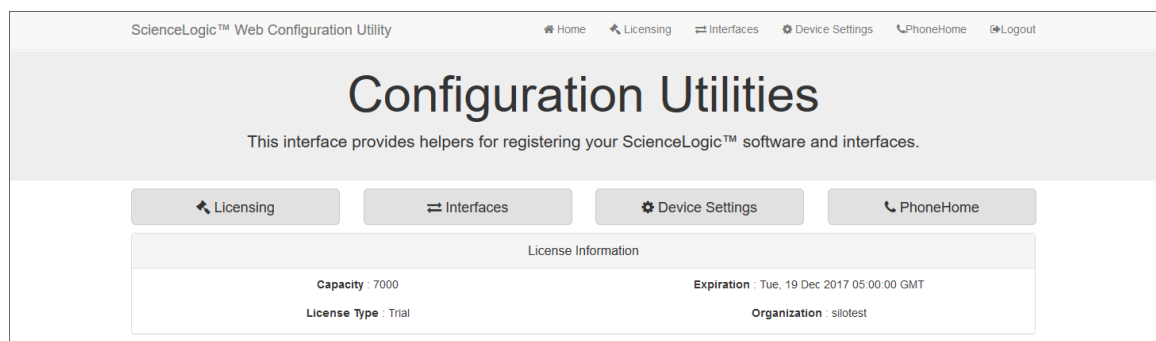 ScienceLogic™ Web Configuration Utility Home Licensing Interfaces Device Settings PhoneHome Logout
Configuration Utilities
This interface provides helpers for registering your ScienceLogic™ software and interfaces.
Licensing Interfaces Device Settings PhoneHome
License Information
Capacity : 7000 Expiration : Tue, 19 Dec 2017 05:00:00 GMT
License Type : Trial Organization : silotest